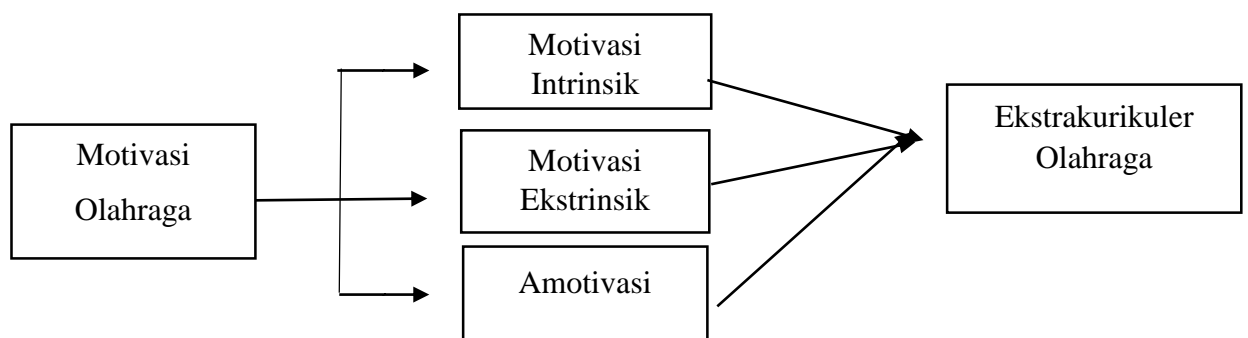 Motivasi
Olahraga
Motivasi
Intrinsik
Motivasi
Ekstrinsik
Amotivasi
Ekstrakurikuler
Olahraga